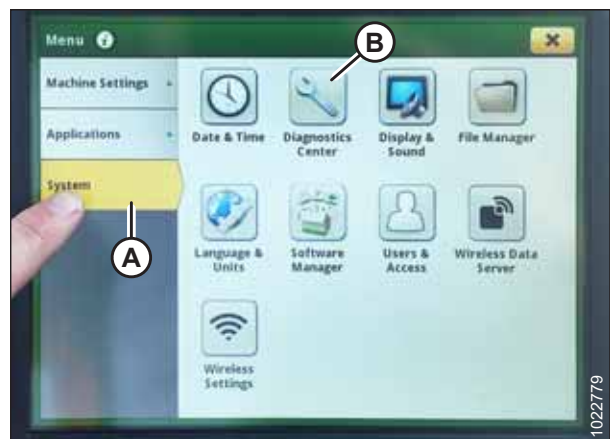 Menu i
B
Machine Settings
Applications
System
A
Date & Time
Diagnostics
Center
Display &
Sound
File Manager
Language &
Units
Software
Manager
Users &
Access
Wireless Data
Server
Wireless
Settings
1022779